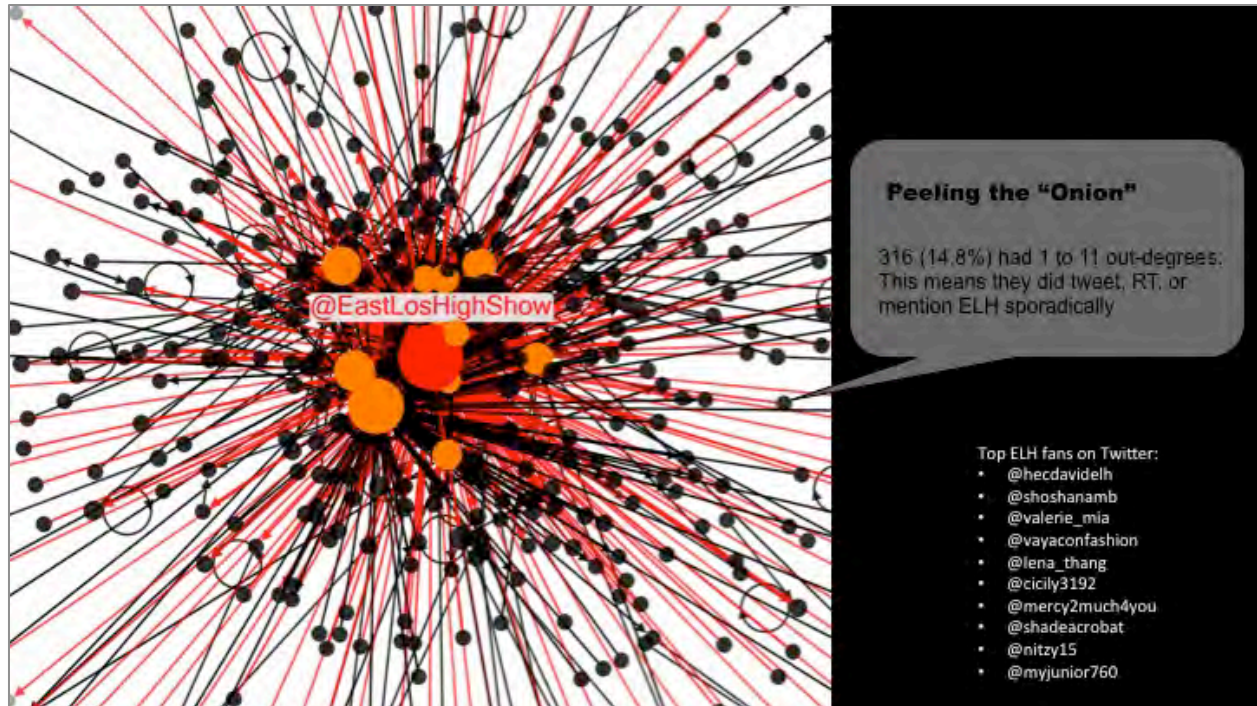 @EastLosHighShow
Peeling the “Onion”
316 (14.8%) had 1 to 11 out-degrees:
This means they did tweet, RT, or
mention ELH sporadically
Top ELH fans on Twitter:
• @hecdavidelh
• @shoshanamb
• @valerie_mia
• @vayaconfashion
• @lena_thang
• @cicily3192
• @mercy2much4you
• @shadeacrobat
• @nitzy15
• @myjunior760